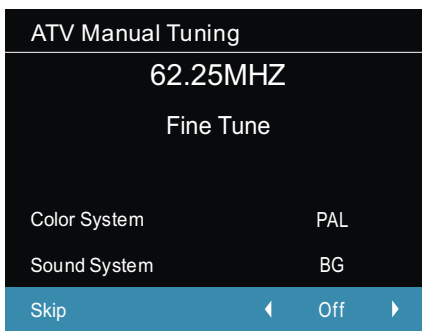 ATV Manual Tuning
62.25MHZ
Fine Tune
Color System PAL
Sound System BG
Skip Off